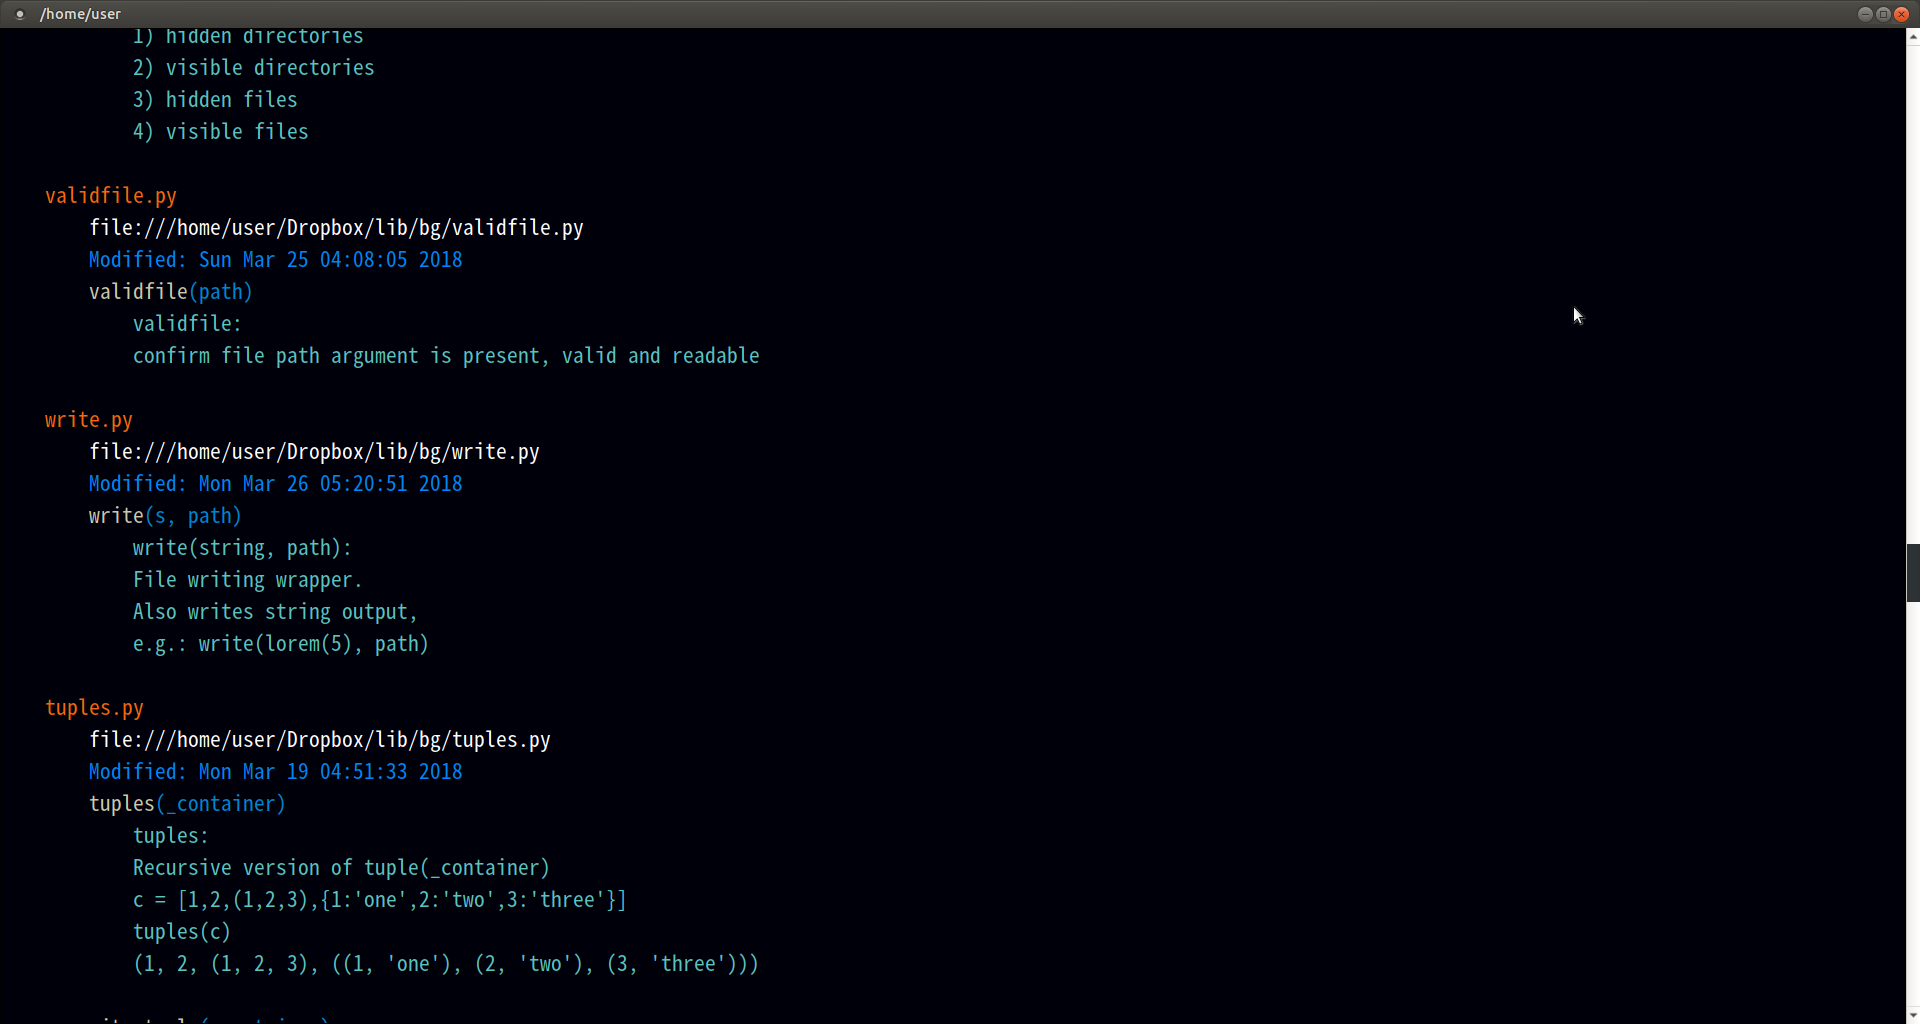 /home/user
1) hidden directories
2) visible directories
3) hidden files
4) visible files
validfile.py
file:///home/user/Dropbox/lib/bg/validfile.py
Modified: Sun Mar 25 04:08:05 2018
validfile(path)
validfile:
confirm file path argument is present, valid and readable
write.py
file:///home/user/Dropbox/lib/bg/write.py
Modified: Mon Mar 26 05:20:51 2018
write(s, path)
write(string, path):
File writing wrapper.
Also writes string output,
e.g.: write(lorem(5), path)
tuples.py
file:///home/user/Dropbox/lib/bg/tuples.py
Modified: Mon Mar 19 04:51:33 2018
tuples(_container)
tuples:
Recursive version of tuple(_container)
c = [1,2,(1,2,3),{1:'one',2:'two',3:'three'}]
tuples(c)
(1, 2, (1, 2, 3), ((1, 'one'), (2, 'two'), (3, 'three')))